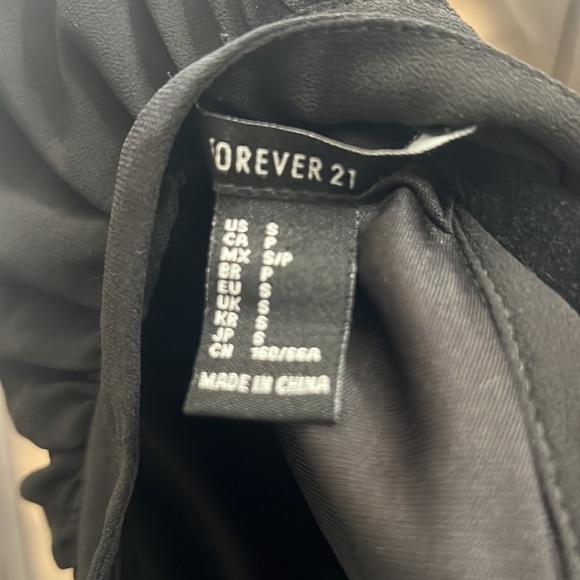 FOREVER 21
US S
CA P
MX S/P
BR P
EU S
UK S
KR S
JP S
CN 160/66A
MADE IN CHINA